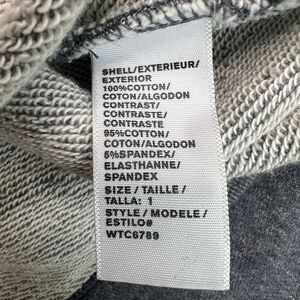 SHELL/EXTERIEUR/
EXTERIOR
100%COTTON/
COTON/ALGODON
CONTRAST/
CONTRASTE/
CONTRASTE
95%COTTON/
COTON/ALGODON
5%SPANDEX/
ELASTHANNE/
SPANDEX
SIZE / TAILLE /
TALLA: 1
STYLE / MODELE /
ESTILO#
WTC6789